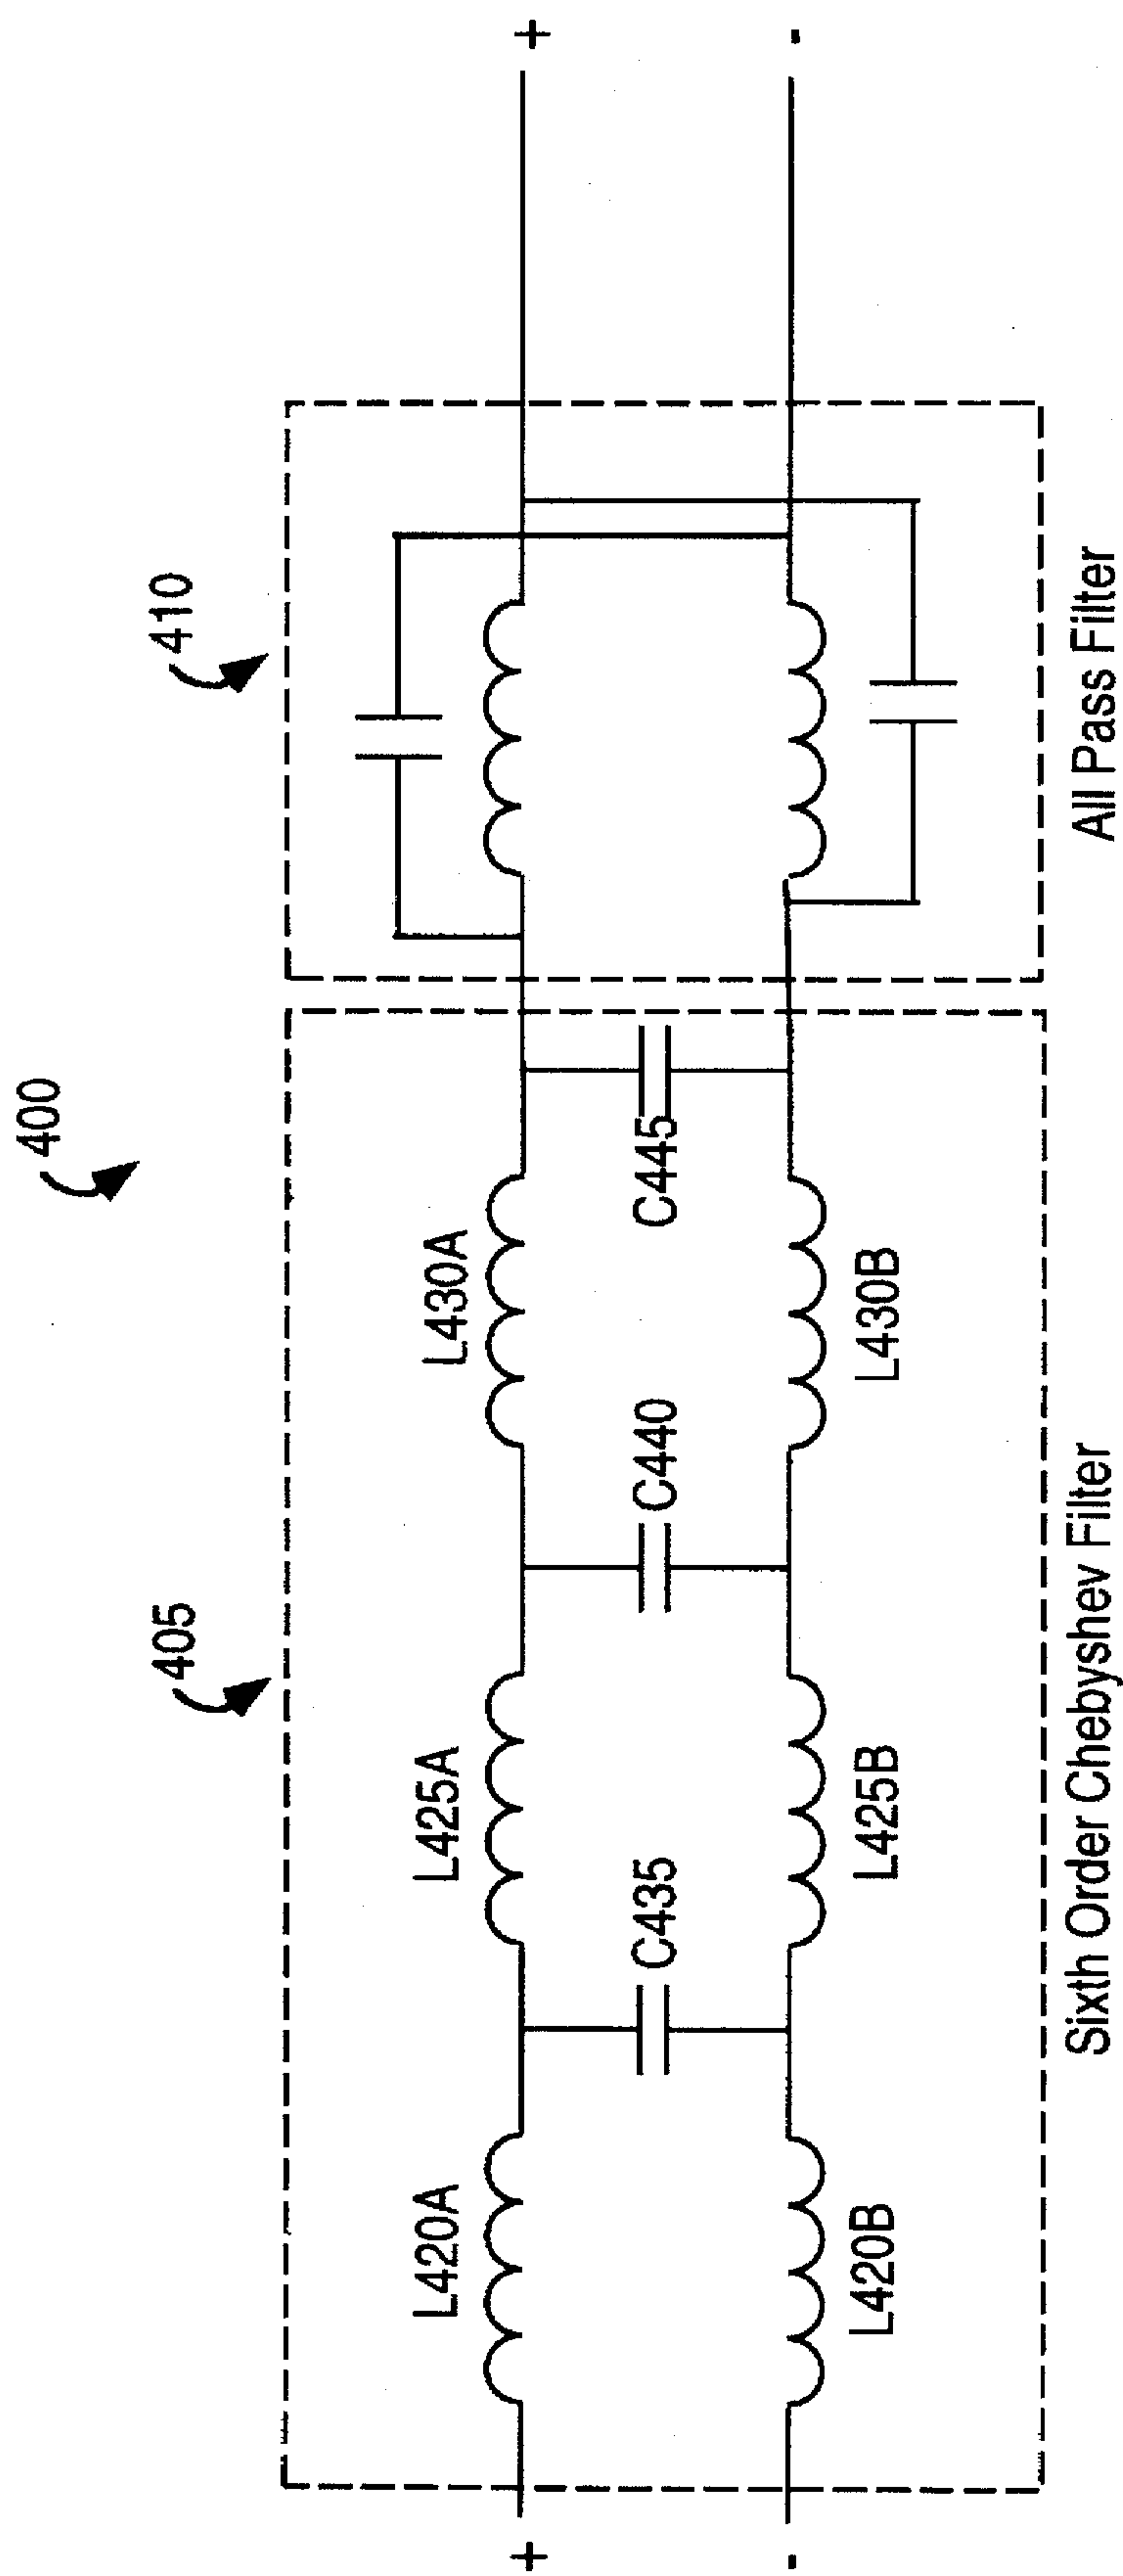 400
405
410
+
L420A
L425A
L430A
+
C435
C440
C445
-
L420B
L425B
L430B
-
Sixth Order Chebyshev Filter
All Pass Filter